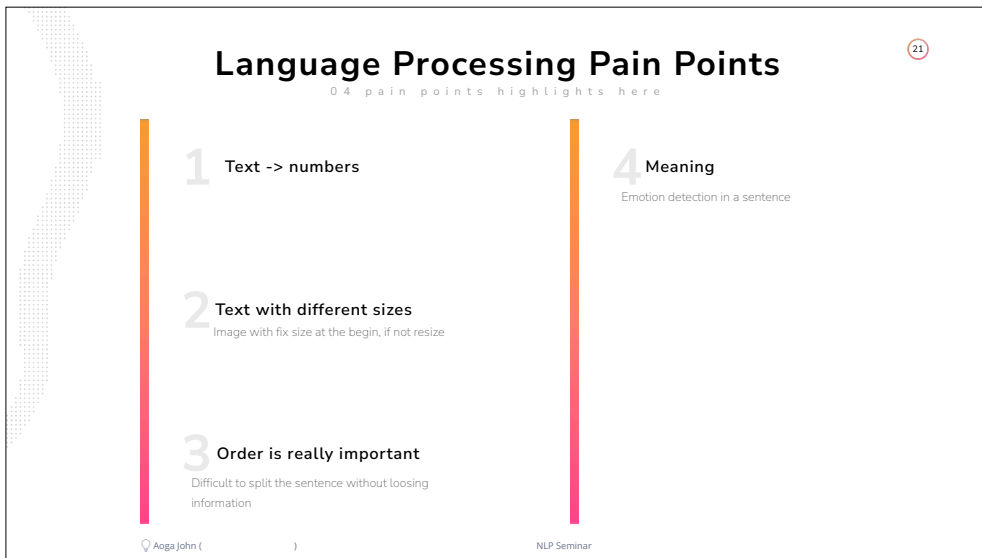 Language Processing Pain Points
21
04 pain points highlights here
1 Text -> numbers
2 Text with different sizes
Image with fix size at the begin, if not resize
3 Order is really important
Difficult to split the sentence without loosing
information
4 Meaning
Emotion detection in a sentence
Aoga John ( )
NLP Seminar